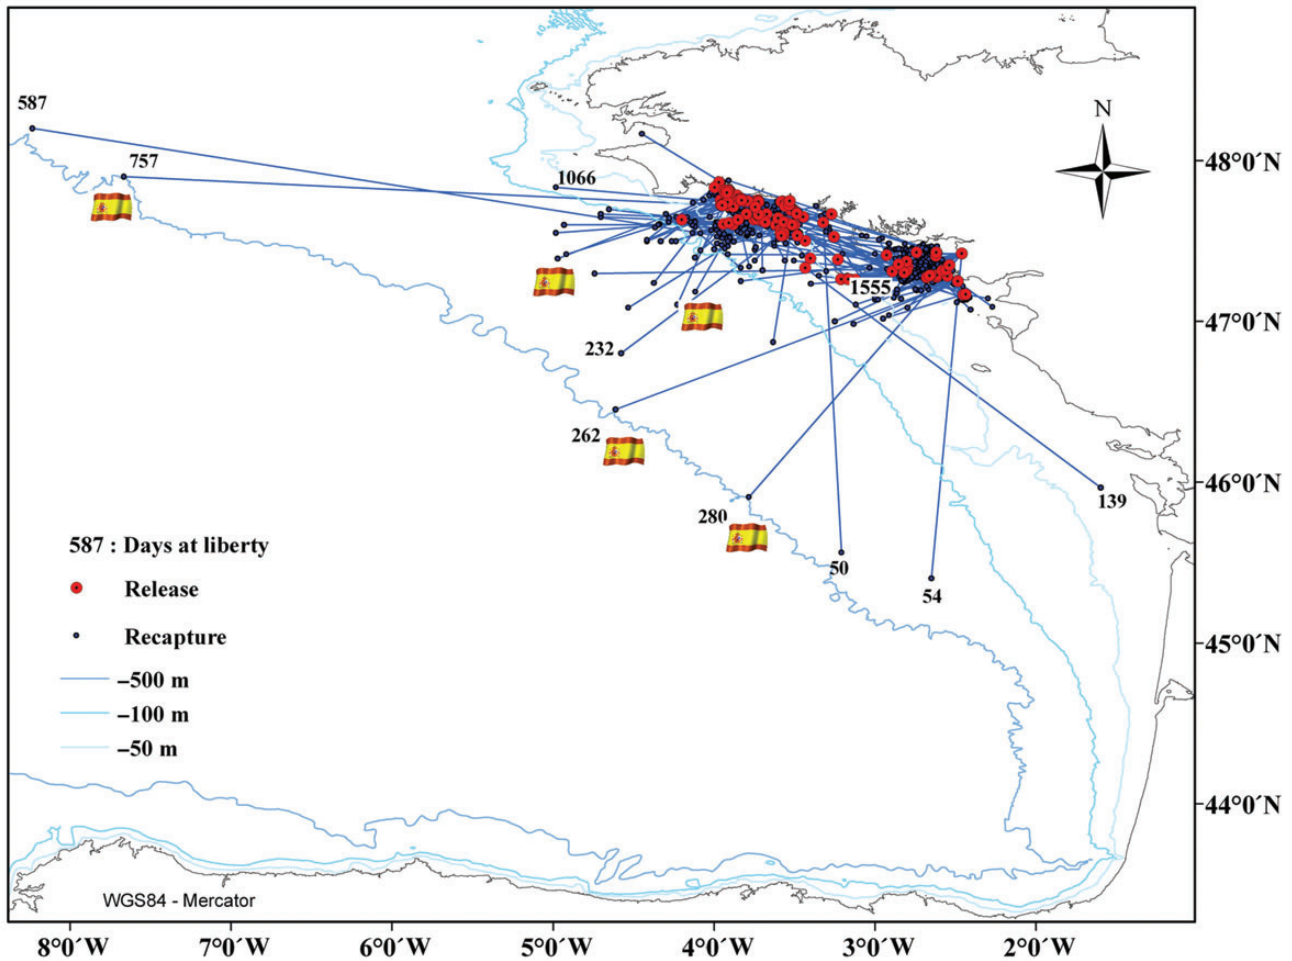 587
757
1066
N
48°0´N
1555
47°0´N
232
262
46°0´N
139
280
50
54
587 : Days at liberty
Release
Recapture
45°0´N
–500 m
–100 m
–50 m
44°0´N
WGS84 - Mercator
8°0´W 7°0´W 6°0´W 5°0´W 4°0´W 3°0´W 2°0´W